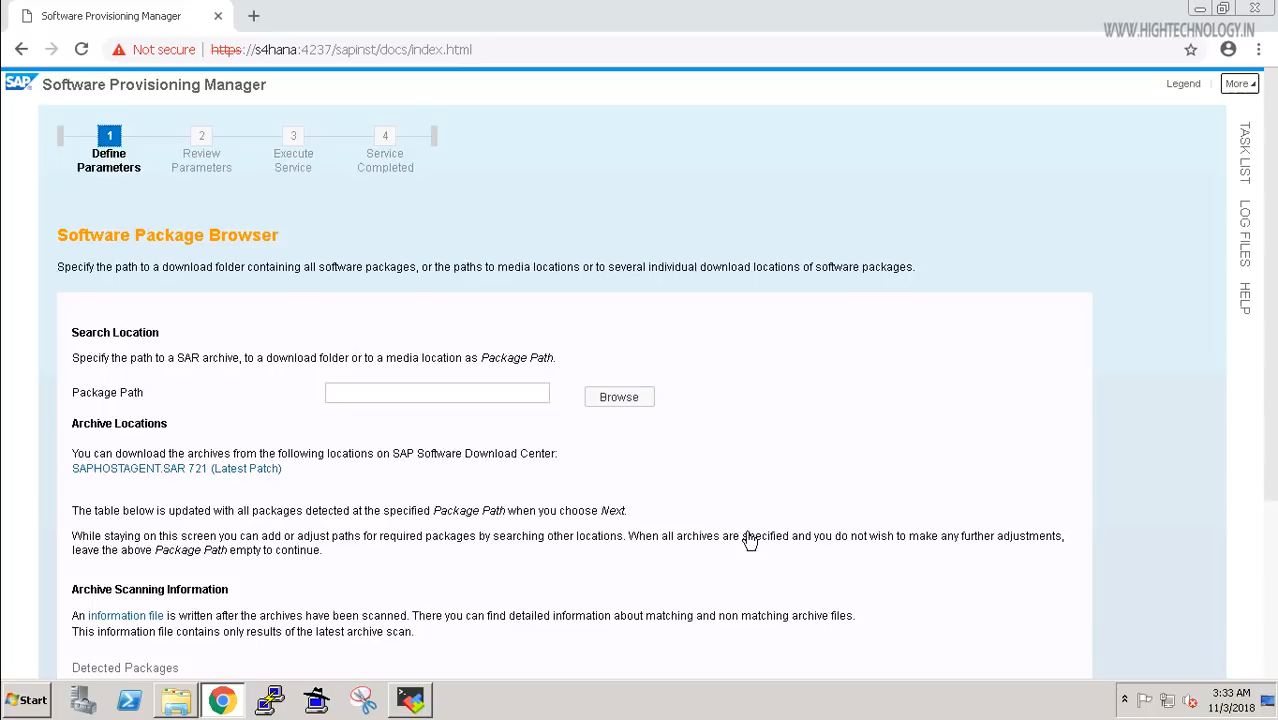 Software Provisioning Manager
WWW.HIGHTECHNOLOGY.IN
Not secure https://s4hana:4237/sapinst/docs/index.html
SAP Software Provisioning Manager
Legend More
1 2 3 4
Define Parameters
Review Parameters
Execute Service
Service Completed
TASK LIST
LOG FILES
HELP
Software Package Browser
Specify the path to a download folder containing all software packages, or the paths to media locations or to several individual download locations of software packages.
Search Location
Specify the path to a SAR archive, to a download folder or to a media location as Package Path.
Package Path Browse
Archive Locations
You can download the archives from the following locations on SAP Software Download Center:
SAPHOSTAGENT.SAR 721 (Latest Patch)
The table below is updated with all packages detected at the specified Package Path when you choose Next.
While staying on this screen you can add or adjust paths for required packages by searching other locations. When all archives are specified and you do not wish to make any further adjustments,
leave the above Package Path empty to continue.
Archive Scanning Information
An information file is written after the archives have been scanned. There you can find detailed information about matching and non matching archive files.
This information file contains only results of the latest archive scan.
Detected Packages
Start
3:33 AM
11/3/2018